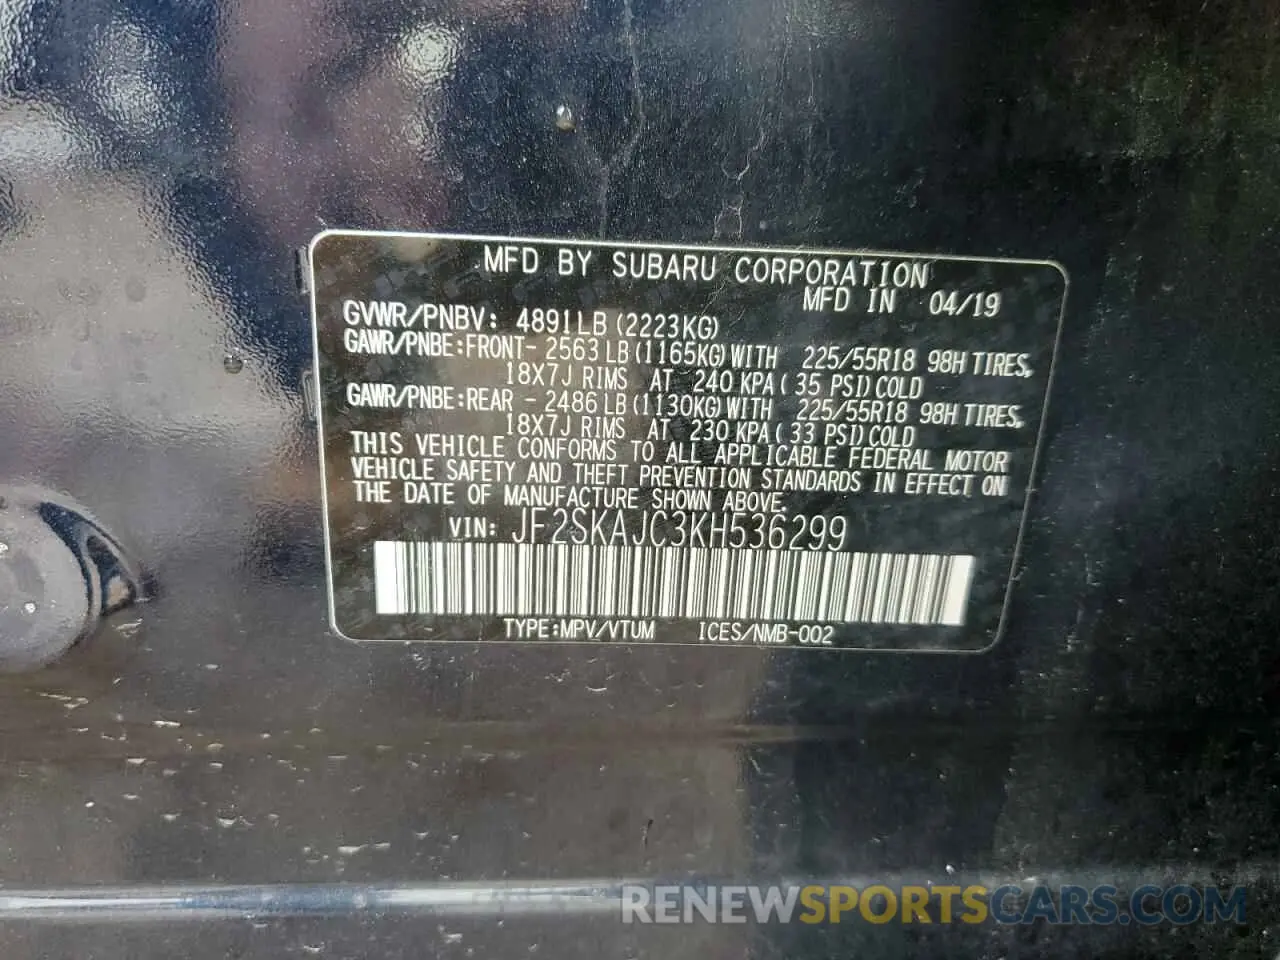 MFD BY SUBARU CORPORATION
MFD IN 04/19
GVWR/PNBV: 4891LB (2223KG)
GAWR/PNBE:FRONT- 2563 LB (1165KG) WITH 225/55R18 98H TIRES,
18X7J RIMS AT 240 KPA ( 35 PSI) COLD
GAWR/PNBE:REAR - 2486 LB (1130KG) WITH 225/55R18 98H TIRES,
18X7J RIMS AT 230 KPA ( 33 PSI) COLD
THIS VEHICLE CONFORMS TO ALL APPLICABLE FEDERAL MOTOR
VEHICLE SAFETY AND THEFT PREVENTION STANDARDS IN EFFECT ON
THE DATE OF MANUFACTURE SHOWN ABOVE.
VIN: JF2SKAJC3KH536299
TYPE:MPV/VTUM ICES/NMB-002
RENEWSPORTSCARS.COM